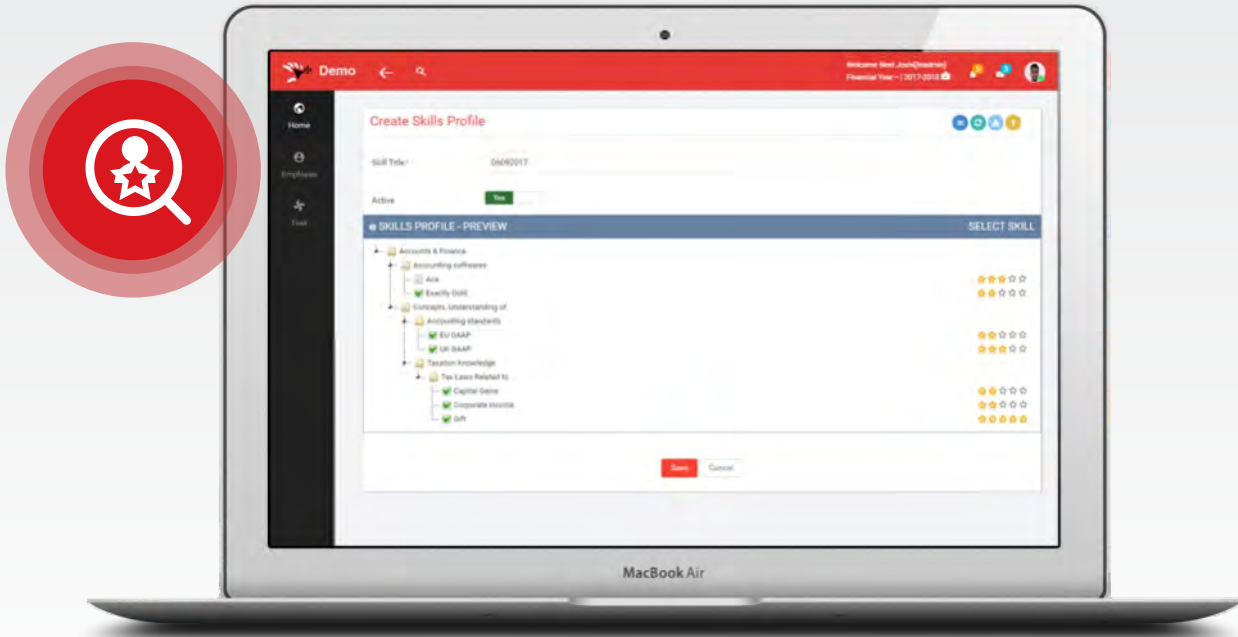 Demo
Welcome Neel Joshi[hradmin]
Financial Year – | 2017-2018
Home
Employee
Create Skills Profile
Skill Title*
06092017
Active
Yes
SKILLS PROFILE - PREVIEW
SELECT SKILL
Accounts & Finance
Accounting softwares
Ace
Exactly Gold
Concepts, Understanding of
Accounting standards
EU GAAP
UK GAAP
Taxation Knowledge
Tax Laws Related to
Capital Gains
Corporate Income
Gift
Save
Cancel
MacBook Air